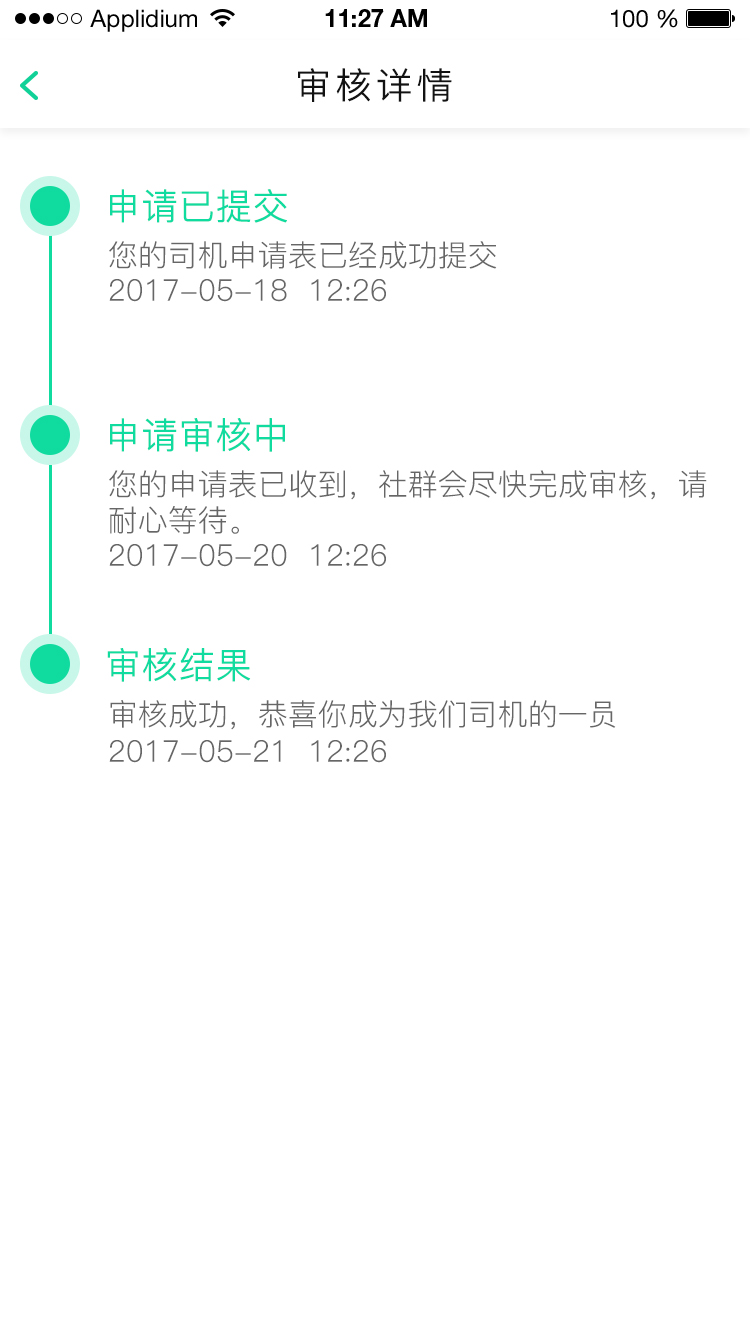 Applidium 11:27 AM 100 %
审核详情
申请已提交
您的司机申请表已经成功提交
2017-05-18 12:26
申请审核中
您的申请表已收到，社群会尽快完成审核，请
耐心等待。
2017-05-20 12:26
审核结果
审核成功，恭喜你成为我们司机的一员
2017-05-21 12:26